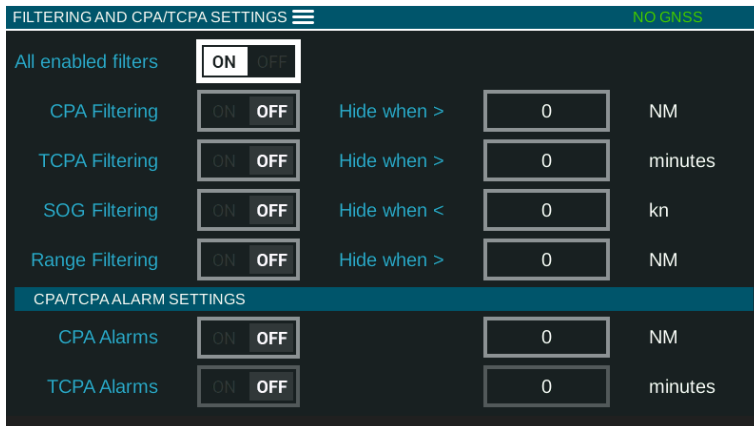 FILTERING AND CPA/TCPA SETTINGS NO GNSS
All enabled filters ON OFF
CPA Filtering ON OFF Hide when > 0 NM
TCPA Filtering ON OFF Hide when > 0 minutes
SOG Filtering ON OFF Hide when < 0 kn
Range Filtering ON OFF Hide when > 0 NM
CPA/TCPA ALARM SETTINGS
CPA Alarms ON OFF 0 NM
TCPA Alarms ON OFF 0 minutes